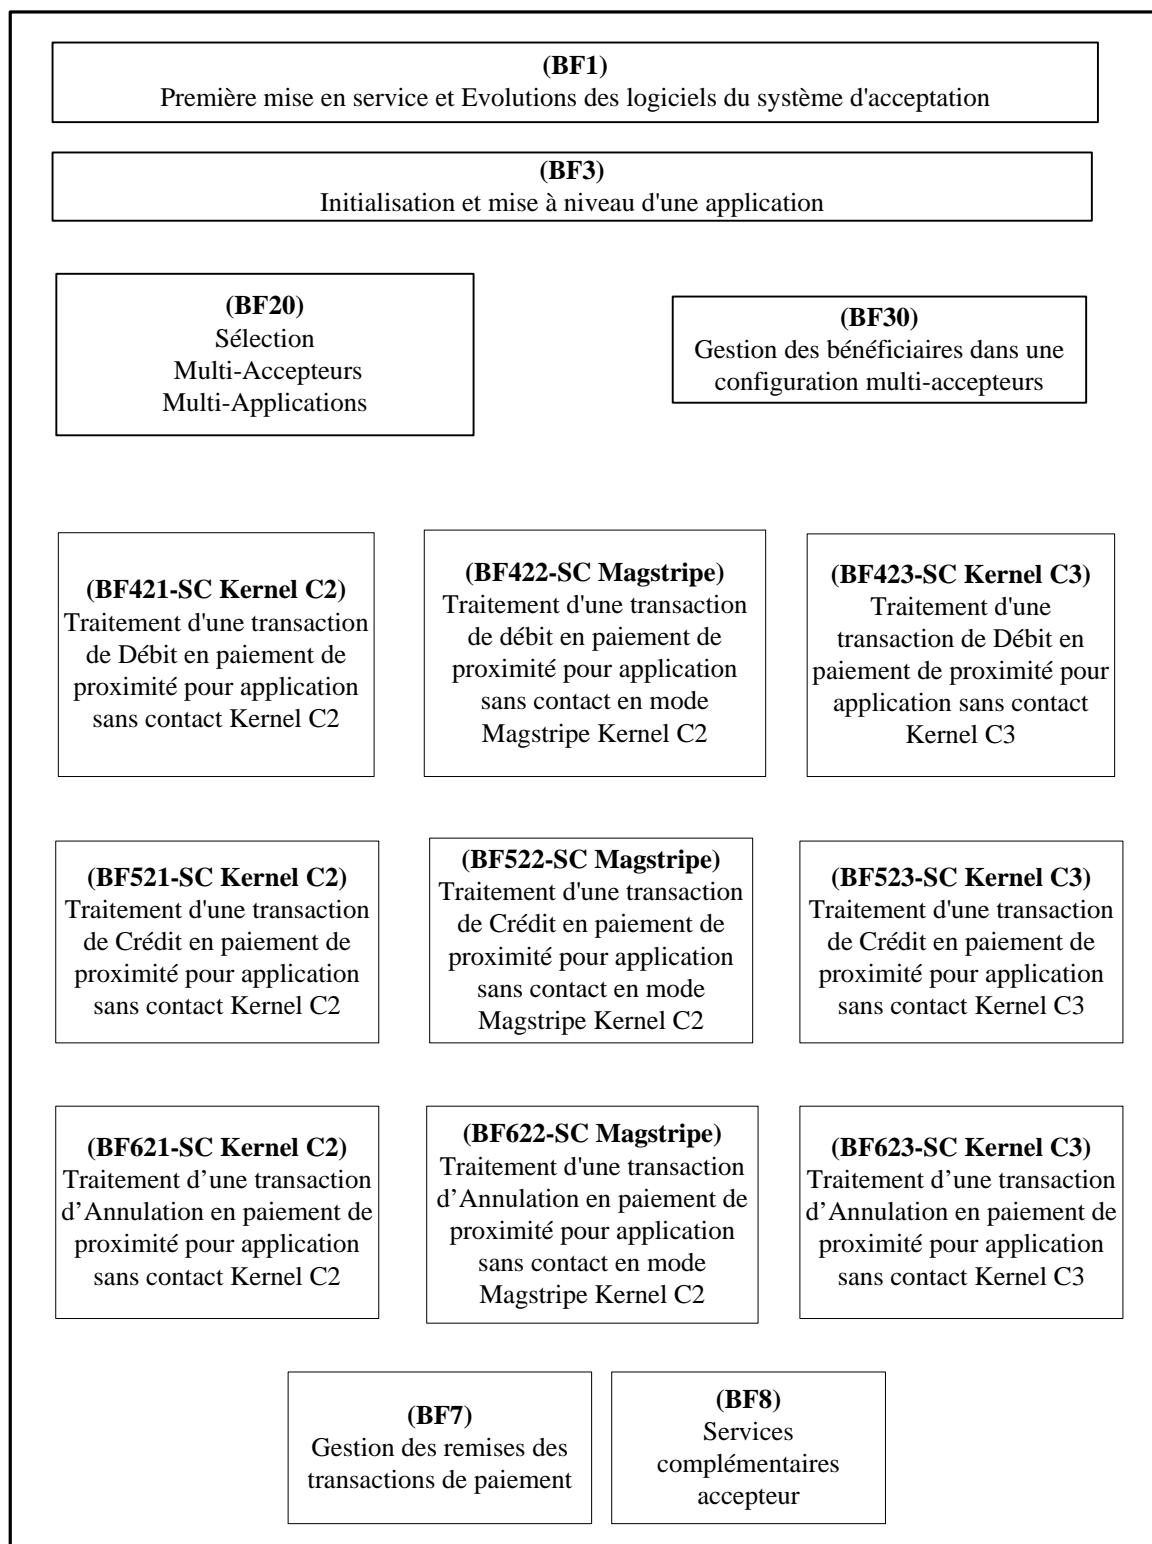 (BF1)
Première mise en service et Evolutions des logiciels du système d'acceptation
(BF3)
Initialisation et mise à niveau d'une application
(BF20)
Sélection
Multi-Accepteurs
Multi-Applications
(BF30)
Gestion des bénéficiaires dans une
configuration multi-accepteurs
(BF421-SC Kernel C2)
Traitement d'une transaction
de Débit en paiement de
proximité pour application
sans contact Kernel C2
(BF422-SC Magstripe)
Traitement d'une transaction
de débit en paiement de
proximité pour application
sans contact en mode
Magstripe Kernel C2
(BF423-SC Kernel C3)
Traitement d'une
transaction de Débit en
paiement de proximité pour
application sans contact
Kernel C3
(BF521-SC Kernel C2)
Traitement d'une transaction
de Crédit en paiement de
proximité pour application
sans contact Kernel C2
(BF522-SC Magstripe)
Traitement d'une transaction
de Crédit en paiement de
proximité pour application
sans contact en mode
Magstripe Kernel C2
(BF523-SC Kernel C3)
Traitement d'une transaction
de Crédit en paiement de
proximité pour application
sans contact Kernel C3
(BF621-SC Kernel C2)
Traitement d’une transaction
d’Annulation en paiement de
proximité pour application
sans contact Kernel C2
(BF622-SC Magstripe)
Traitement d'une transaction
d’Annulation en paiement de
proximité pour application
sans contact en mode
Magstripe Kernel C2
(BF623-SC Kernel C3)
Traitement d’une transaction
d’Annulation en paiement de
proximité pour application
sans contact Kernel C3
(BF7)
Gestion des remises des
transactions de paiement
(BF8)
Services
complémentaires
accepteur